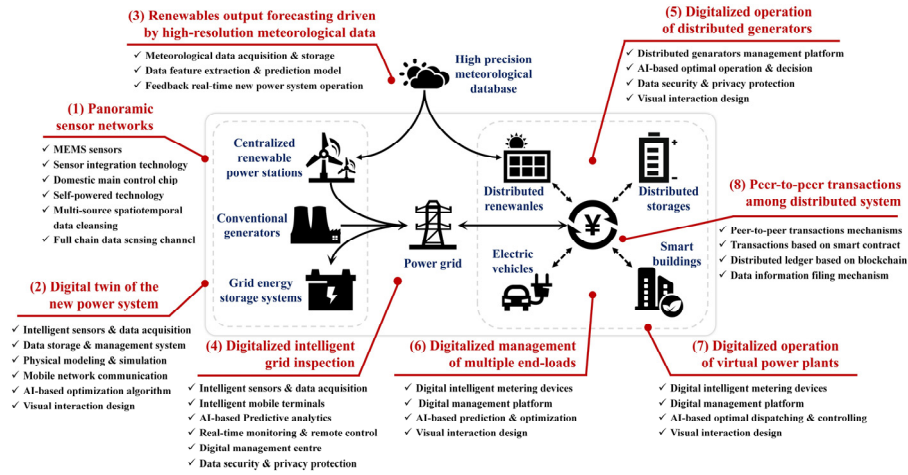 (3) Renewables output forecasting driven
by high-resolution meteorological data
✓ Meteorological data acquisition & storage
✓ Data feature extraction & prediction model
✓ Feedback real-time new power system operation
High precision
meteorological
database
(5) Digitalized operation
of distributed generators
✓ Distributed genarators management platform
✓ AI-based optimal operation & decision
✓ Data security & privacy protection
✓ Visual interaction design
(1) Panoramic
sensor networks
✓ MEMS sensors
✓ Sensor integration technology
✓ Domestic main control chip
✓ Self-powered technology
✓ Multi-source spatiotemporal
data cleansing
✓ Full chain data sensing channel
Centralized
renewable
power stations
Conventional
generators
Grid energy
storage systems
Power grid
Distributed
renewanles
Distributed
storages
¥
Electric
vehicles
Smart
buildings
(8) Peer-to-peer transactions
among distributed system
✓ Peer-to-peer transactions mechanisms
✓ Transactions based on smart contract
✓ Distributed ledger based on blockchain
✓ Data information filing mechanism
(2) Digital twin of
the new power system
✓ Intelligent sensors & data acquisition
✓ Data storage & management system
✓ Physical modeling & simulation
✓ Mobile network communication
✓ AI-based optimization algorithm
✓ Visual interaction design
(4) Digitalized intelligent
grid inspection
✓ Intelligent sensors & data acquisition
✓ Intelligent mobile terminals
✓ AI-based Predictive analytics
✓ Real-time monitoring & remote control
✓ Digital management centre
✓ Data security & privacy protection
(6) Digitalized management
of multiple end-loads
✓ Digital intelligent metering devices
✓ Digital management platform
✓ AI-based prediction & optimization
✓ Visual interaction design
(7) Digitalized operation
of virtual power plants
✓ Digital intelligent metering devices
✓ Digital management platform
✓ AI-based optimal dispatching & controlling
✓ Visual interaction design